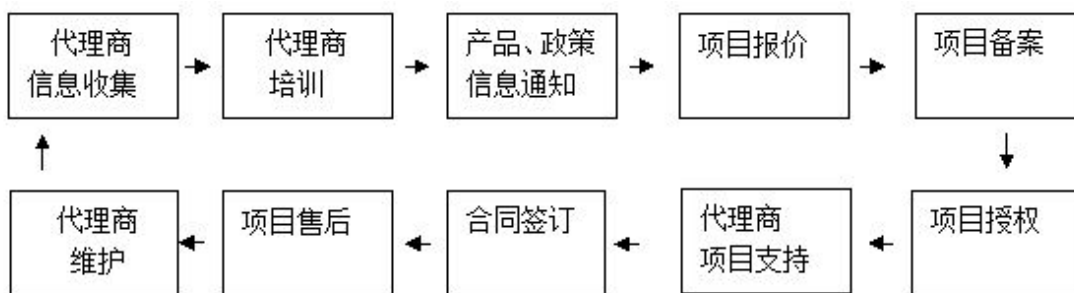 代理商
信息收集
代理商
培训
产品、政策
信息通知
项目报价
项目备案
项目授权
代理商
项目支持
合同签订
项目售后
代理商
维护